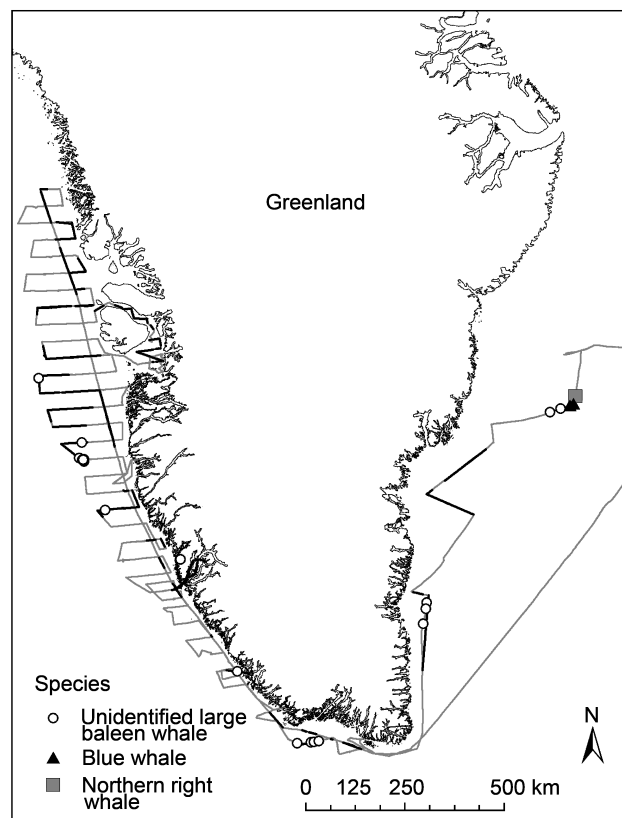 Greenland
Species
Unidentified large
baleen whale
Blue whale
Northern right
whale
N
0 125 250 500 km